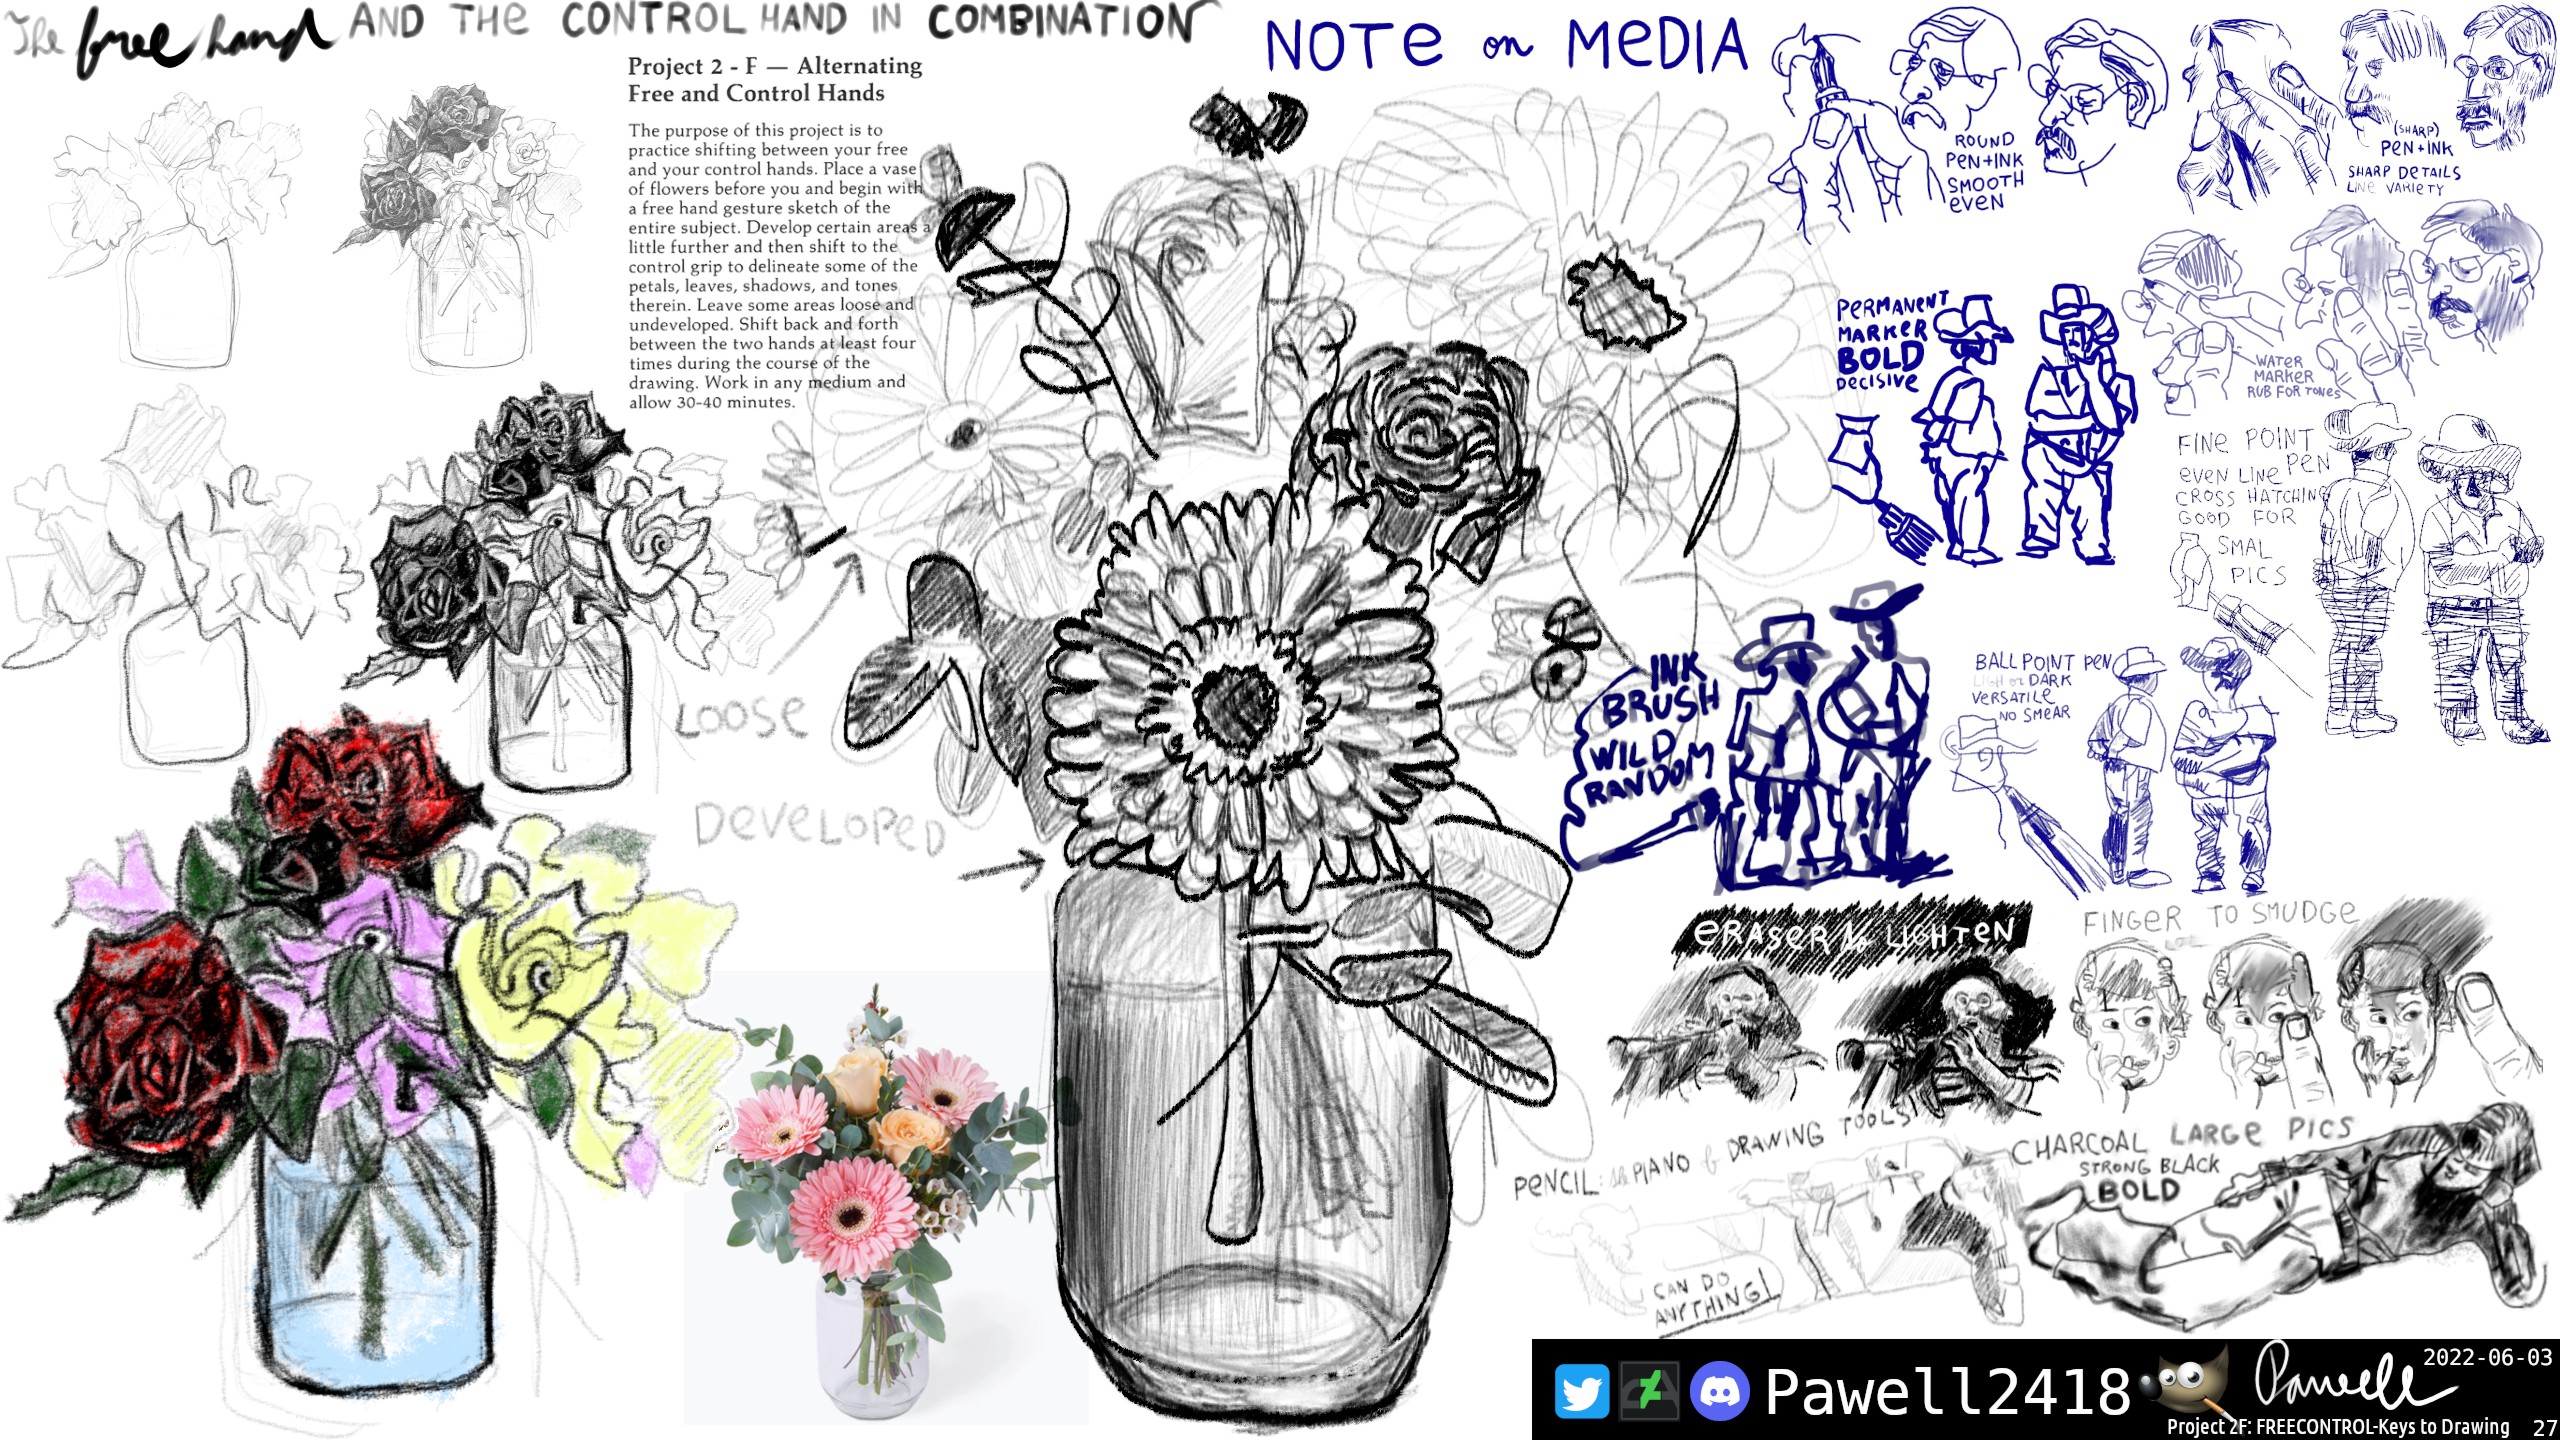 The free hand AND THE CONTROL HAND IN COMBINATION
Project 2 - F — Alternating
Free and Control Hands
The purpose of this project is to
practice shifting between your free
and your control hands. Place a vase
of flowers before you and begin with
a free hand gesture sketch of the
entire subject. Develop certain areas a
little further and then shift to the
control grip to delineate some of the
petals, leaves, shadows, and tones
therein. Leave some areas loose and
undeveloped. Shift back and forth
between the two hands at least four
times during the course of the
drawing. Work in any medium and
allow 30-40 minutes.
LOOSE
DEVELOPED
NOTE on MEDIA
ROUND
PEN+INK
SMOOTH
EVEN
(SHARP)
PEN+INK
SHARP DETAILS
LINE VARIETY
PERMANENT
MARKER
BOLD
DECISIVE
WATER
MARKER
RUB FOR TONES
FINE POINT
PEN
EVEN LINE
CROSS HATCHING
GOOD FOR
SMAL
PICS
INK
BRUSH
WILD
RANDOM
BALL POINT PEN
LIGH or DARK
VERSATILE
NO SMEAR
ERASER to LIGHTEN
FINGER TO SMUDGE
LOL
PENCIL: PIANO of DRAWING TOOLS
CAN DO
ANYTHING!
CHARCOAL LARGE PICS
STRONG BLACK
BOLD
Pawell2418
Pawell
2022-06-03
Project 2F: FREECONTROL-Keys to Drawing 27